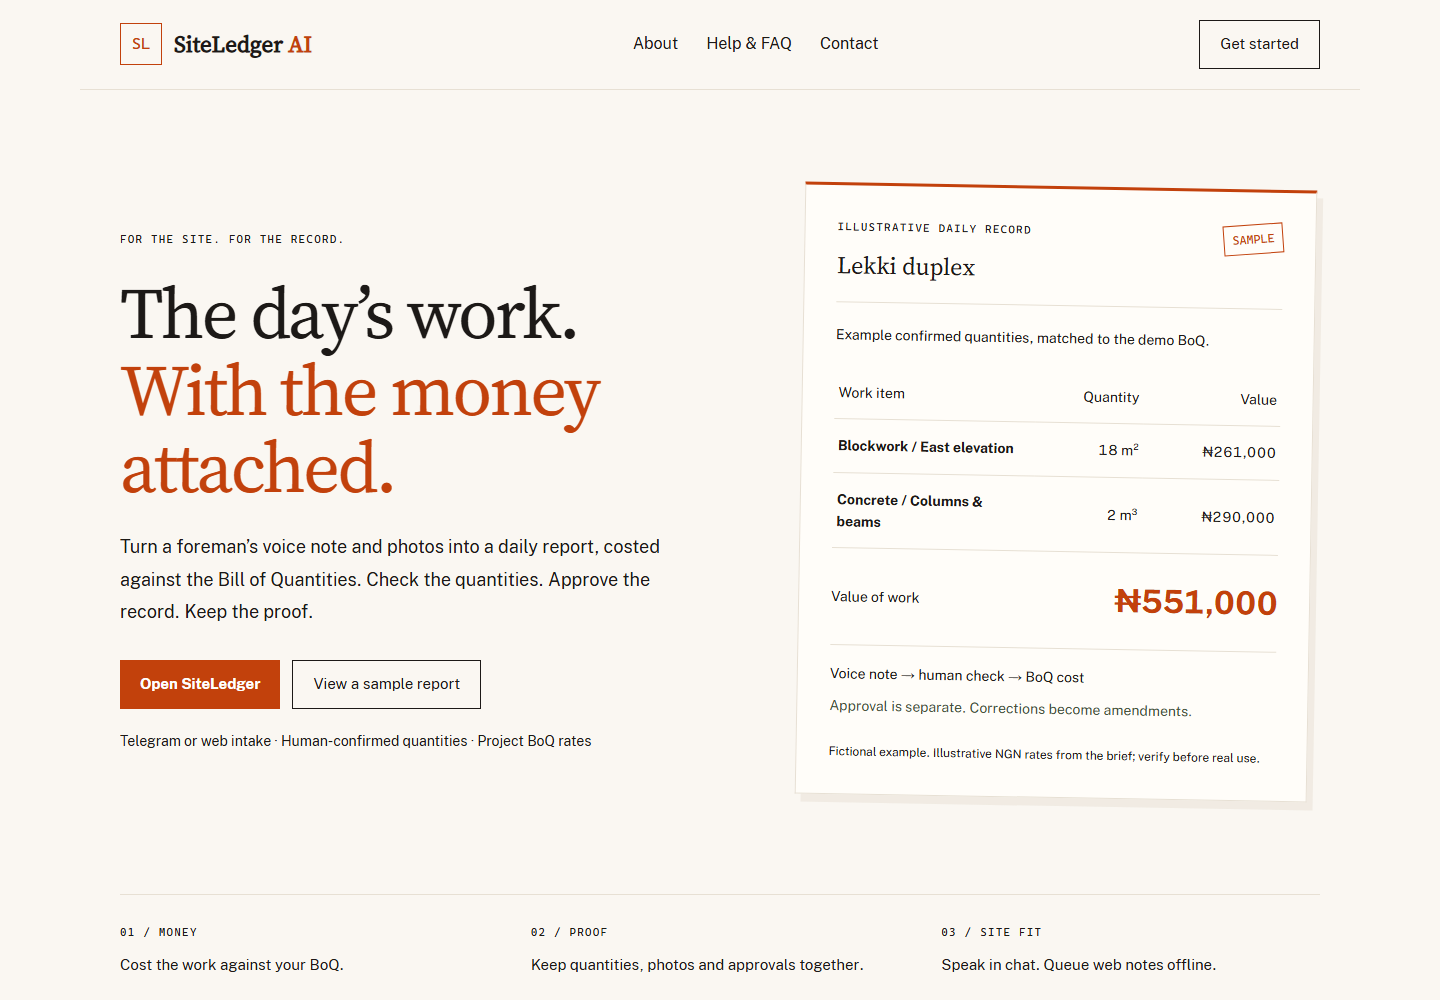 SL
SiteLedger AI
About
Help & FAQ
Contact
Get started
FOR THE SITE. FOR THE RECORD.
The day’s work.
With the money
attached.
Turn a foreman’s voice note and photos into a daily report, costed
against the Bill of Quantities. Check the quantities. Approve the
record. Keep the proof.
Open SiteLedger
View a sample report
Telegram or web intake · Human-confirmed quantities · Project BoQ rates
ILLUSTRATIVE DAILY RECORD
SAMPLE
Lekki duplex
Example confirmed quantities, matched to the demo BoQ.
Work item Quantity Value
Blockwork / East elevation 18 m² ₦261,000
Concrete / Columns &
beams 2 m³ ₦290,000
Value of work ₦551,000
Voice note → human check → BoQ cost
Approval is separate. Corrections become amendments.
Fictional example. Illustrative NGN rates from the brief; verify before real use.
01 / MONEY
Cost the work against your BoQ.
02 / PROOF
Keep quantities, photos and approvals together.
03 / SITE FIT
Speak in chat. Queue web notes offline.